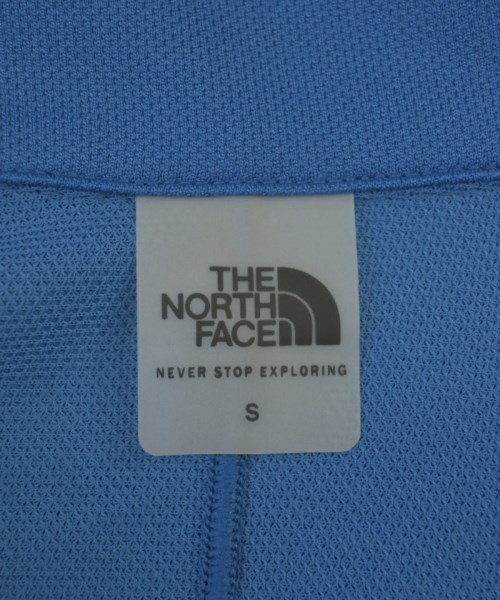 THE
NORTH
FACE
NEVER STOP EXPLORING
S